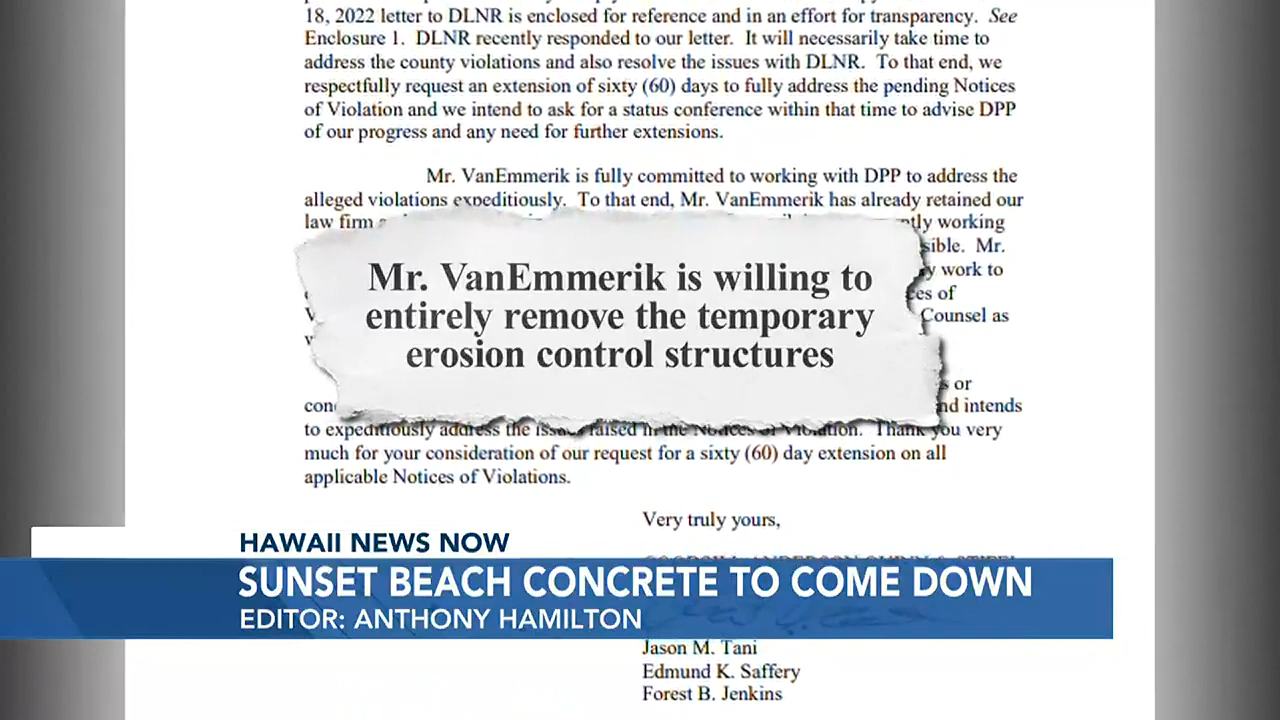 18, 2022 letter to DLNR is enclosed for reference and in an effort for transparency. See
Enclosure 1. DLNR recently responded to our letter. It will necessarily take time to
address the county violations and also resolve the issues with DLNR. To that end, we
respectfully request an extension of sixty (60) days to fully address the pending Notices
of Violation and we intend to ask for a status conference within that time to advise DPP
of our progress and any need for further extensions.
Mr. VanEmmerik is fully committed to working with DPP to address the
alleged violations expeditiously. To that end, Mr. VanEmmerik has already retained our
law firm
working
Mr.
work to
of
Counsel as
Mr. VanEmmerik is willing to
entirely remove the temporary
erosion control structures
or
intends
to expeditiously address the issues raised in the Notices of Violation. Thank you very
much for your consideration of our request for a sixty (60) day extension on all
applicable Notices of Violations.
Very truly yours,
HAWAII NEWS NOW
SUNSET BEACH CONCRETE TO COME DOWN
EDITOR: ANTHONY HAMILTON
Jason M. Tani
Edmund K. Saffery
Forest B. Jenkins